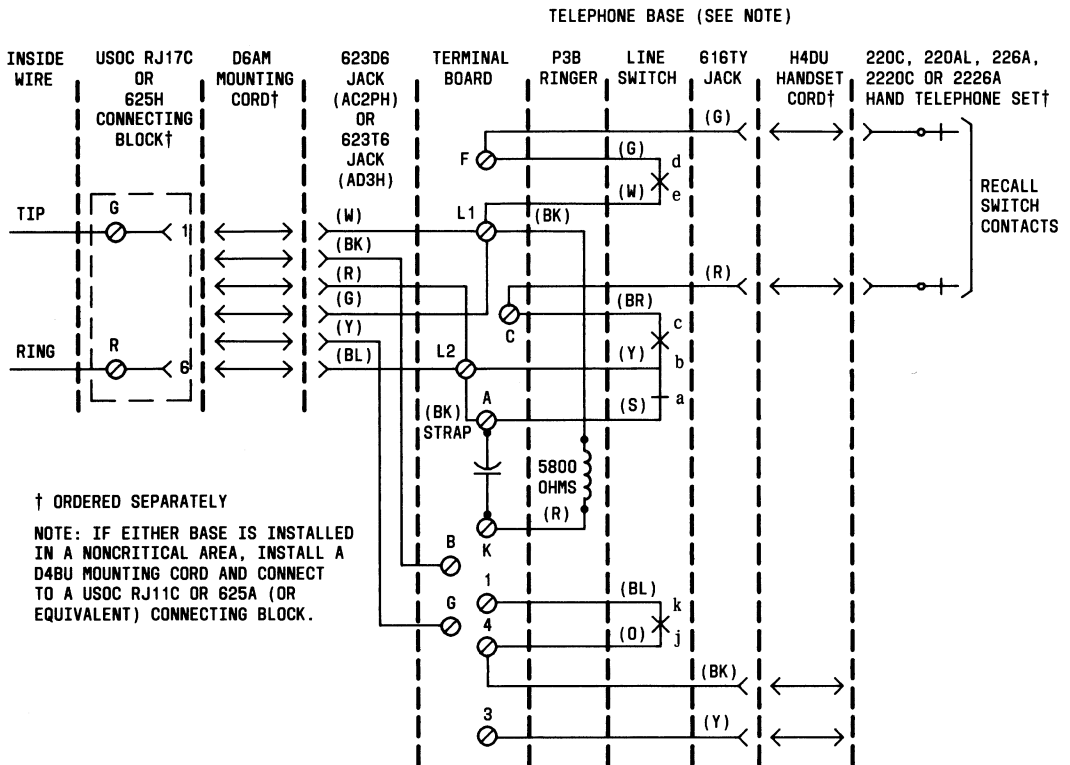 TELEPHONE BASE (SEE NOTE)
INSIDE
WIRE
USOC RJ17C
OR
625H
CONNECTING
BLOCK†
D6AM
MOUNTING
CORD†
623D6
JACK
(AC2PH)
OR
623T6
JACK
(AD3H)
TERMINAL
BOARD
P3B
RINGER
LINE
SWITCH
616TY
JACK
H4DU
HANDSET
CORD†
220C, 220AL, 226A,
2220C OR 2226A
HAND TELEPHONE SET†
(G)
F
(G)
d
(W)
e
RECALL
SWITCH
CONTACTS
TIP
G
1
(W)
L1
(BK)
(BK)
(R)
(R)
(G)
C
(BR)
c
(Y)
RING
R
6
(BL)
L2
(Y)
b
A
(S)
a
(BK)
STRAP
5800
OHMS
(R)
K
† ORDERED SEPARATELY
NOTE: IF EITHER BASE IS INSTALLED
IN A NONCRITICAL AREA, INSTALL A
D4BU MOUNTING CORD AND CONNECT
TO A USOC RJ11C OR 625A (OR
EQUIVALENT) CONNECTING BLOCK.
B
1
(BL)
k
G
4
(O)
j
(BK)
3
(Y)